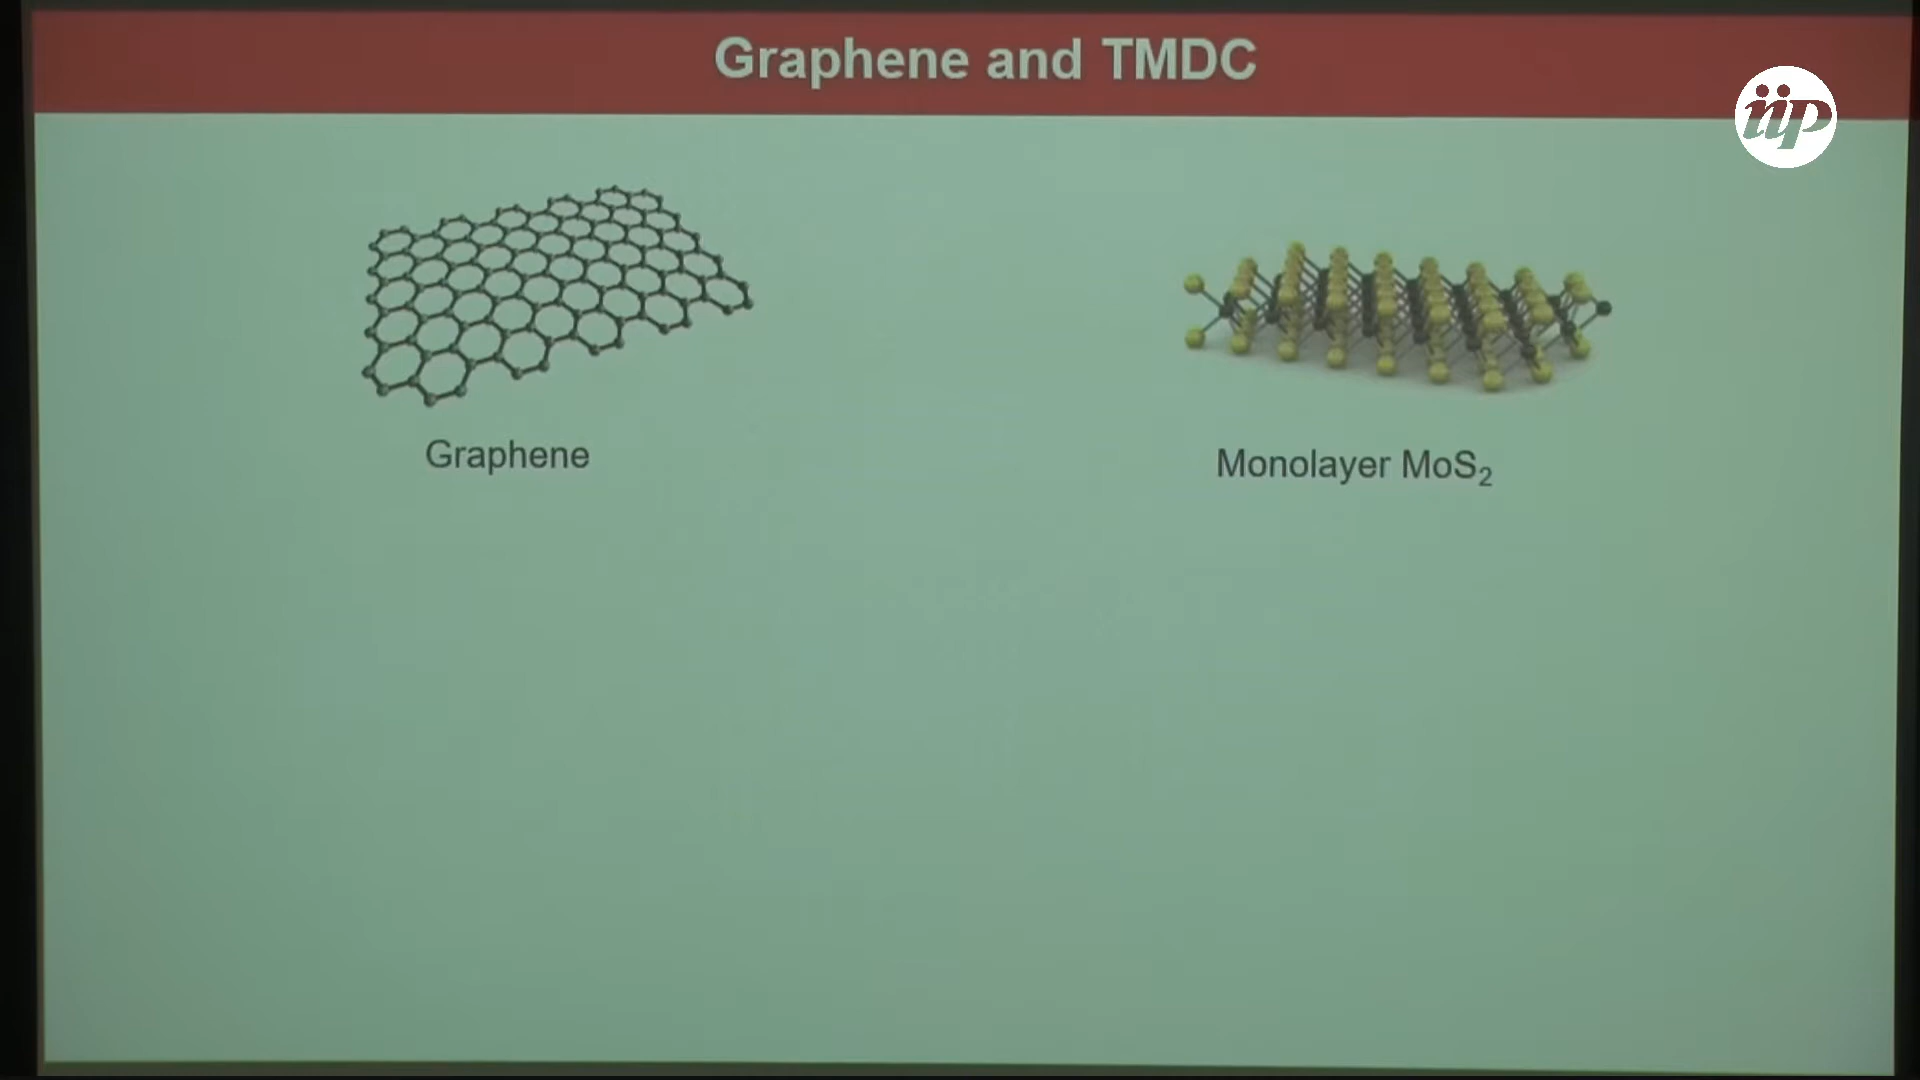 Graphene and TMDC
iip
Graphene
Monolayer MoS₂